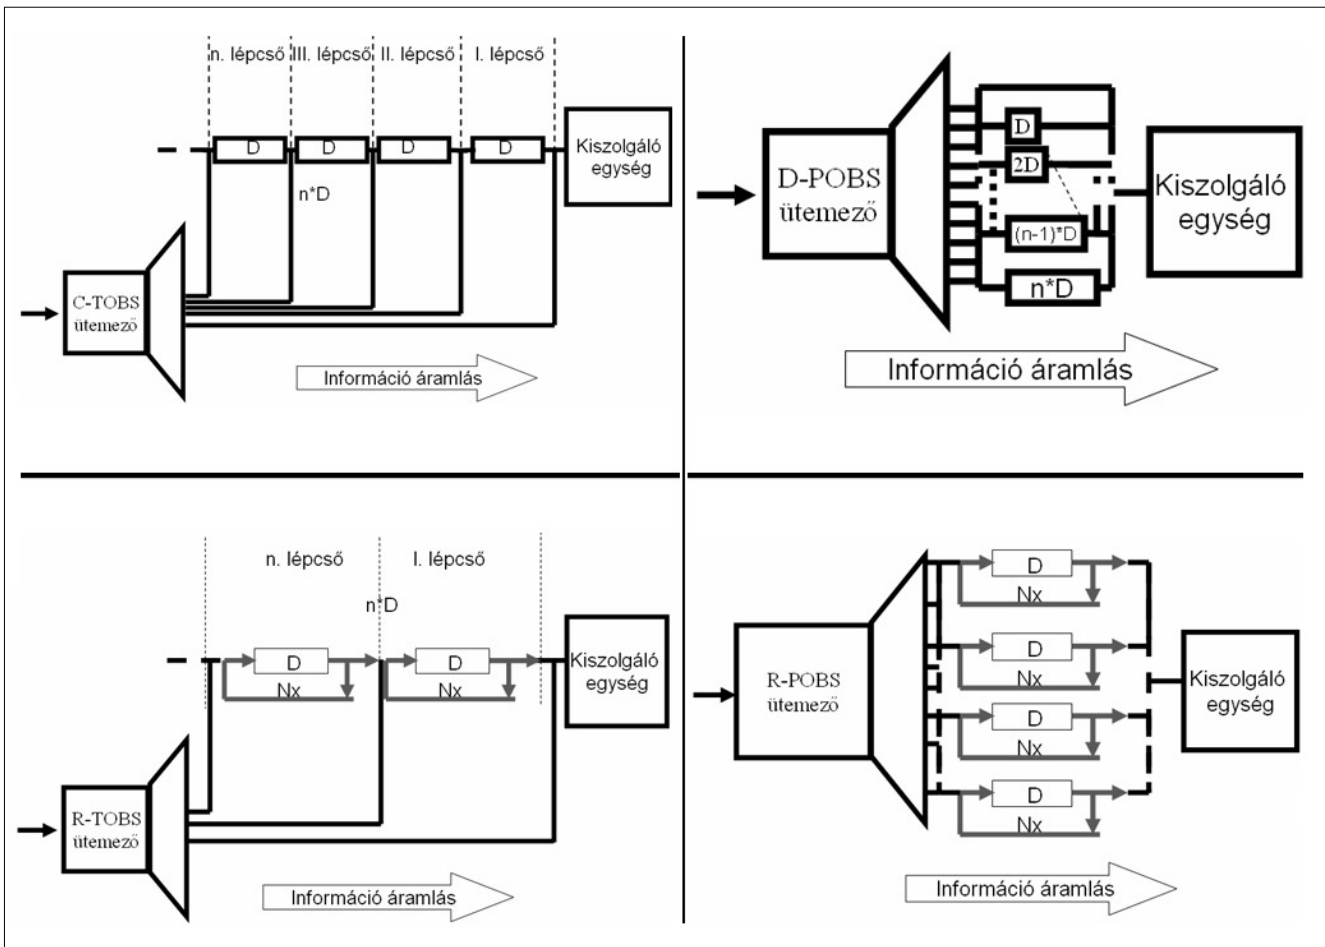 n. lépcső III. lépcső II. lépcső I. lépcső
D D D D
Kiszolgáló
egység
n*D
C-TOBS
ütemező
Információ áramlás
D-POBS
ütemező
D
2D
(n-1)*D
n*D
Kiszolgáló
egység
Információ áramlás
n. lépcső I. lépcső
n*D
D D
Nx Nx
Kiszolgáló
egység
R-TOBS
ütemező
Információ áramlás
R-POBS
ütemező
D
Nx
D
Nx
D
Nx
D
Nx
Kiszolgáló
egység
Információ áramlás